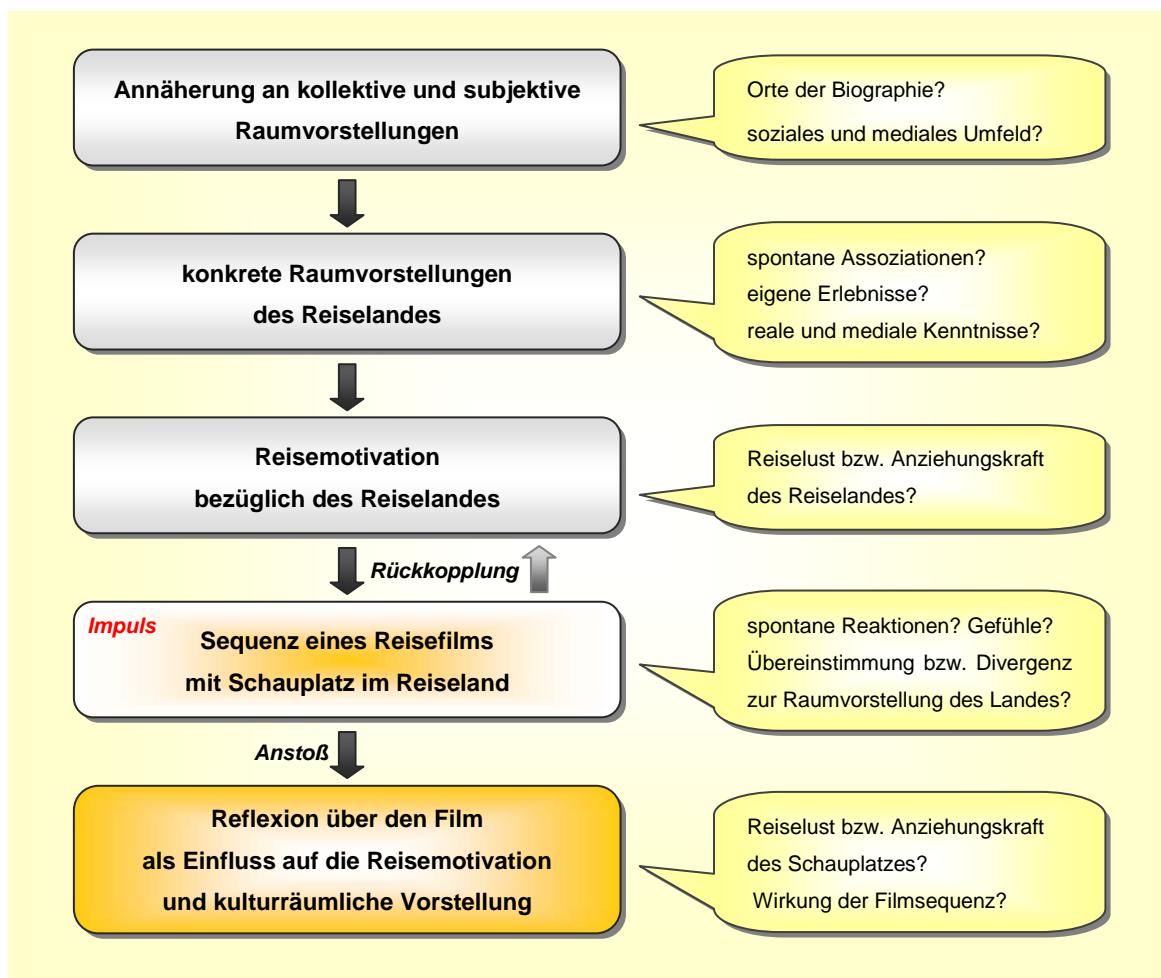 Annäherung an kollektive und subjektive
Raumvorstellungen
Orte der Biographie?
soziales und mediales Umfeld?
konkrete Raumvorstellungen
des Reiselandes
spontane Assoziationen?
eigene Erlebnisse?
reale und mediale Kenntnisse?
Reisemotivation
bezüglich des Reiselandes
Reiselust bzw. Anziehungskraft
des Reiselandes?
Rückkopplung
Impuls
Sequenz eines Reisefilms
mit Schauplatz im Reiseland
spontane Reaktionen? Gefühle?
Übereinstimmung bzw. Divergenz
zur Raumvorstellung des Landes?
Anstoß
Reflexion über den Film
als Einfluss auf die Reisemotivation
und kulturräumliche Vorstellung
Reiselust bzw. Anziehungskraft
des Schauplatzes?
Wirkung der Filmsequenz?